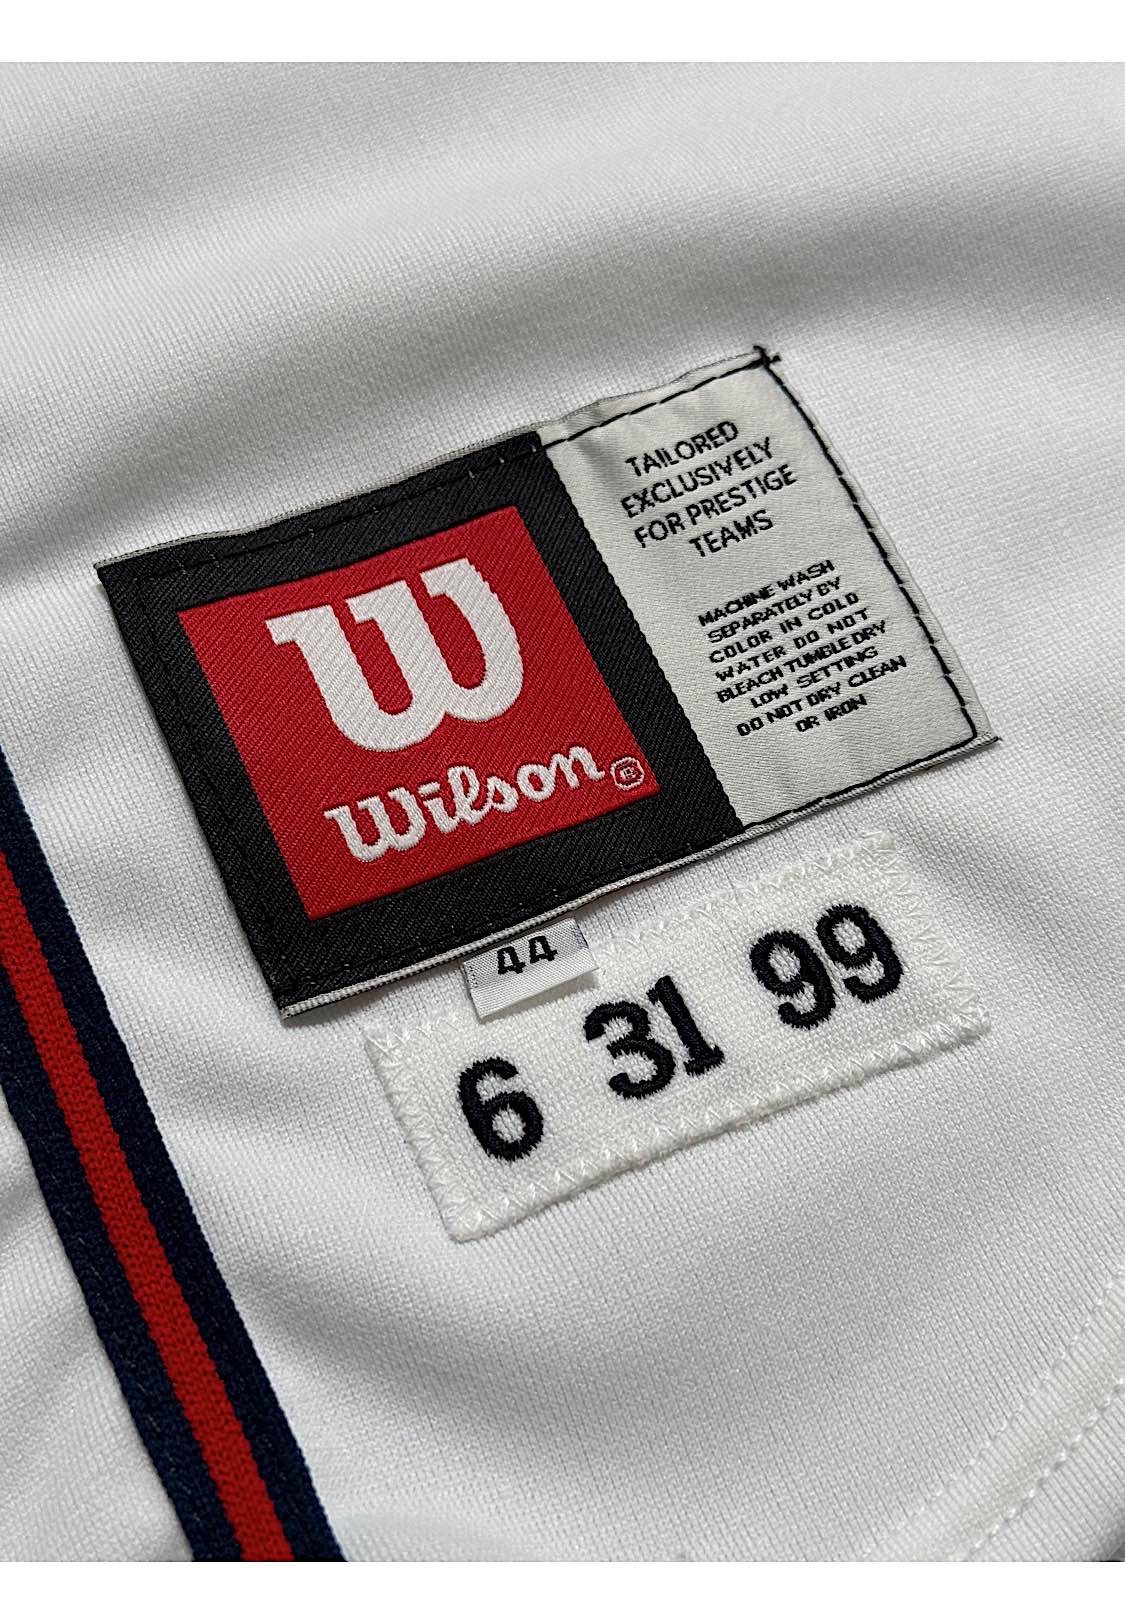 W
Wilson®
TAILORED
EXCLUSIVELY
FOR PRESTIGE
TEAMS
MACHINE WASH
SEPARATELY BY
COLOR IN COLD
WATER DO NOT
BLEACH TUMBLE DRY
LOW SETTING
DO NOT DRY CLEAN
OR IRON
44
6 31 99